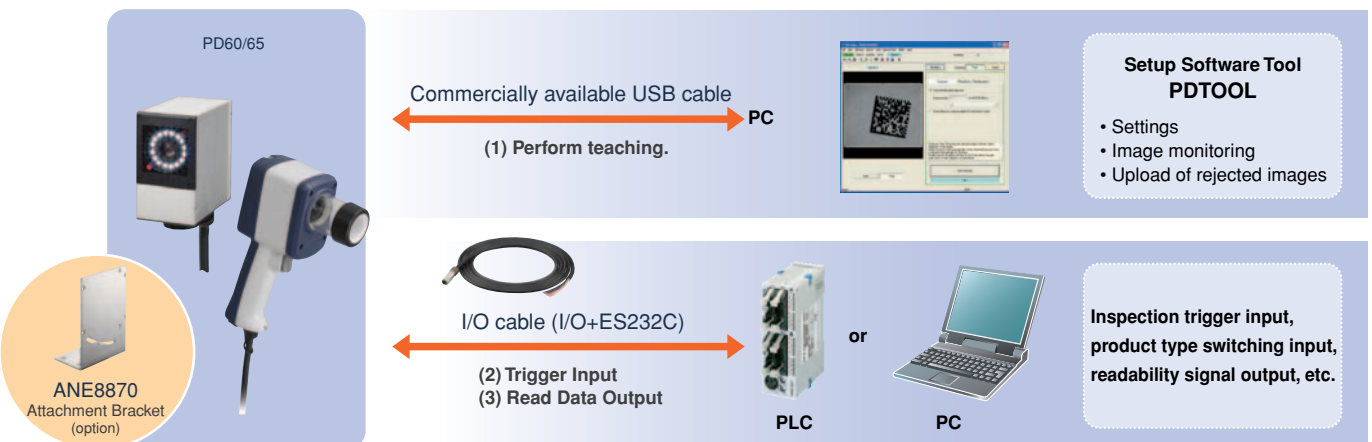 PD60/65
Commercially available USB cable
PC
(1) Perform teaching.
Setup Software Tool
PDTOOL
• Settings
• Image monitoring
• Upload of rejected images
ANE8870
Attachment Bracket
(option)
I/O cable (I/O+ES232C)
(2) Trigger Input
(3) Read Data Output
PLC
or
PC
Inspection trigger input,
product type switching input,
readability signal output, etc.